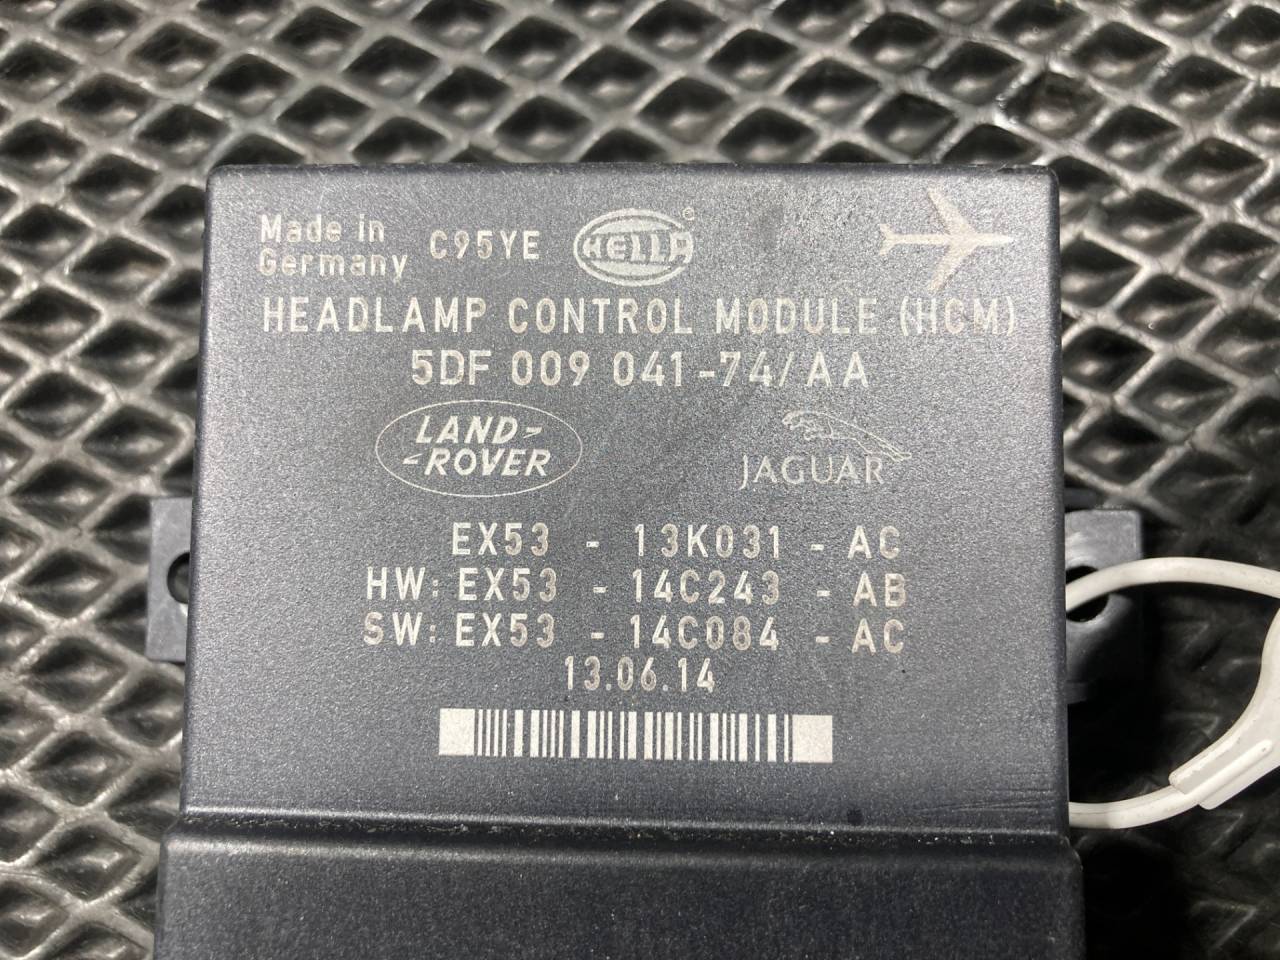 Made in
Germany
C95YE
HELLA
®
HEADLAMP CONTROL MODULE (HCM)
5DF 009 041-74/AA
LAND-
-ROVER
JAGUAR
EX53 - 13K031 - AC
HW: EX53 - 14C243 - AB
SW: EX53 - 14C084 - AC
13.06.14